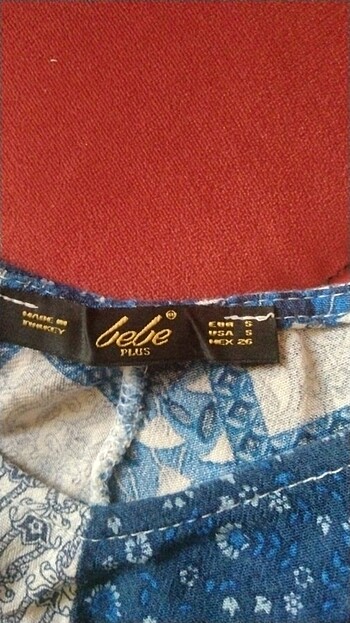 MADE IN
TURKEY
bebe®
PLUS
EUR S
USA S
MEX 26